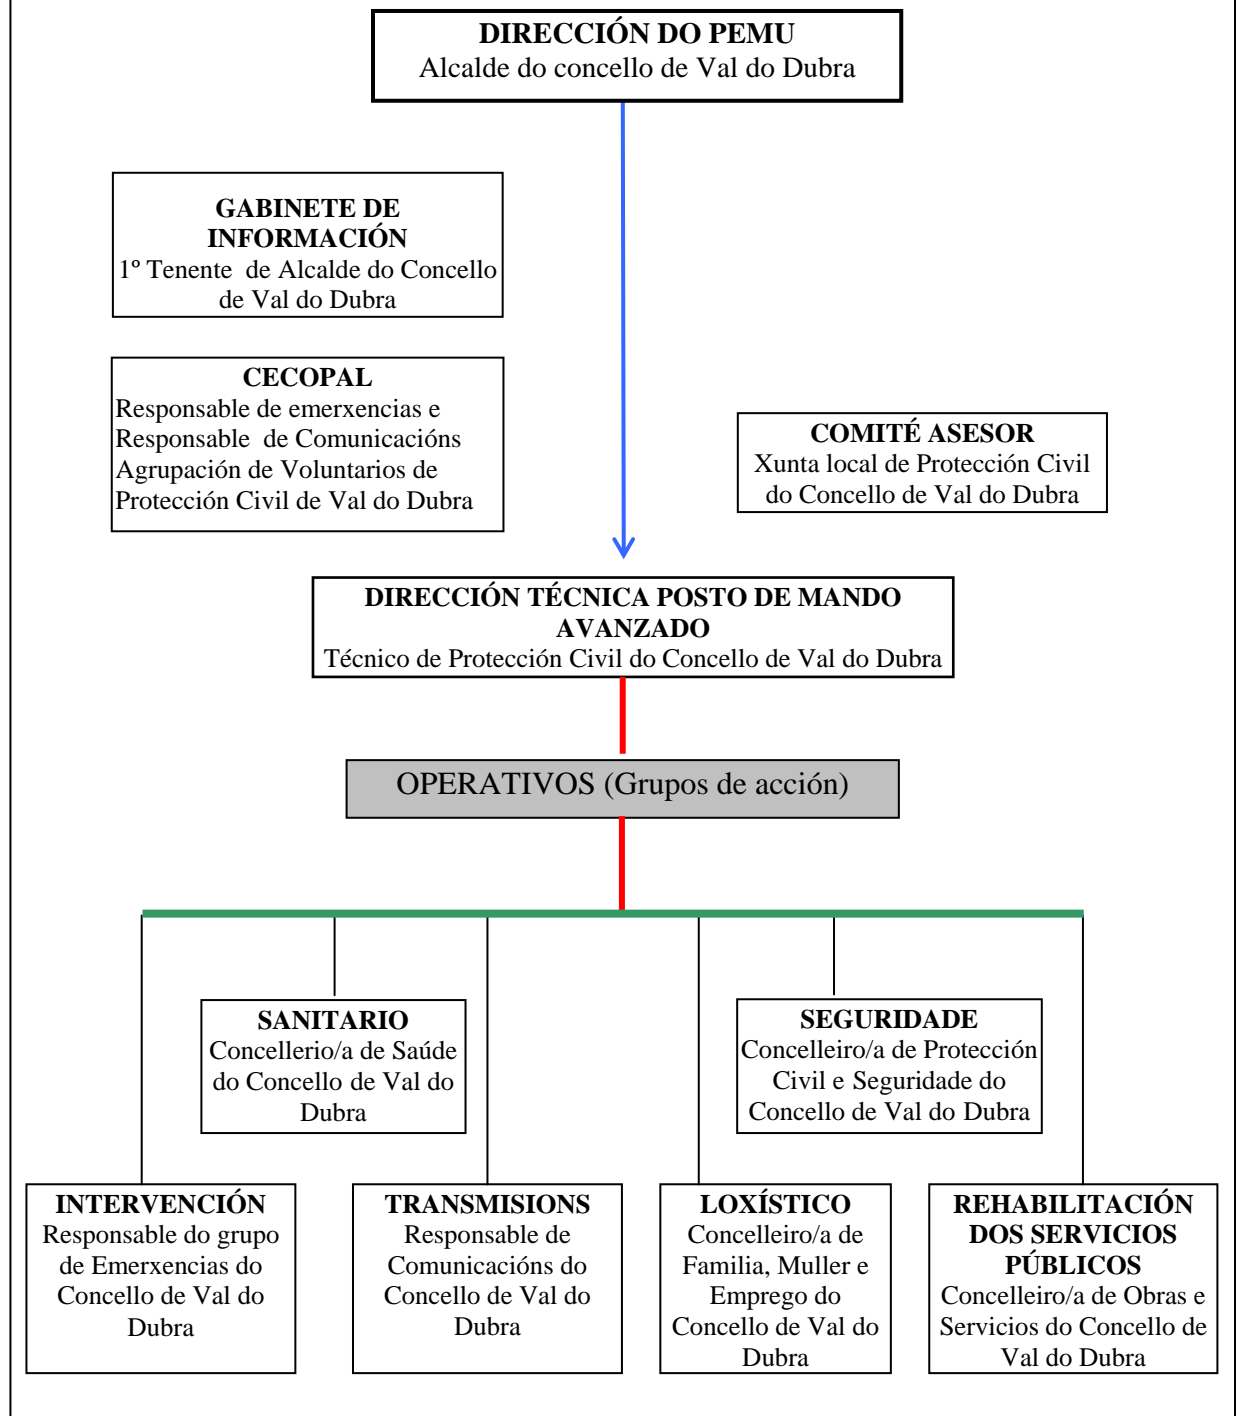 DIRECCIÓN DO PEMU
Alcalde do concello de Val do Dubra
GABINETE DE
INFORMACIÓN
1º Tenente de Alcalde do Concello
de Val do Dubra
CECOPAL
Responsable de emerxencias e
Responsable de Comunicacións
Agrupación de Voluntarios de
Protección Civil de Val do Dubra
COMITÉ ASESOR
Xunta local de Protección Civil
do Concello de Val do Dubra
DIRECCIÓN TÉCNICA POSTO DE MANDO
AVANZADO
Técnico de Protección Civil do Concello de Val do Dubra
OPERATIVOS (Grupos de acción)
SANITARIO
Concellerio/a de Saúde
do Concello de Val do
Dubra
SEGURIDADE
Concelleiro/a de Protección
Civil e Seguridade do
Concello de Val do Dubra
INTERVENCIÓN
Responsable do grupo
de Emerxencias do
Concello de Val do
Dubra
TRANSMISIONS
Responsable de
Comunicacións do
Concello de Val do
Dubra
LOXÍSTICO
Concelleiro/a de
Familia, Muller e
Emprego do
Concello de Val do
Dubra
REHABILITACIÓN
DOS SERVICIOS
PÚBLICOS
Concelleiro/a de Obras e
Servicios do Concello de
Val do Dubra